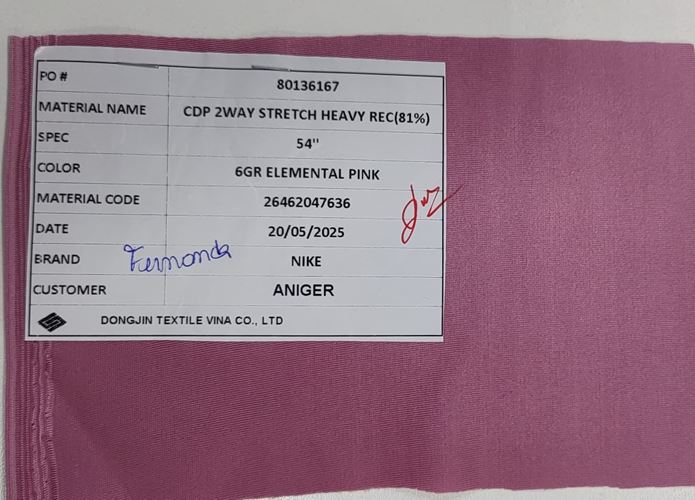 PO # 80136167
MATERIAL NAME CDP 2WAY STRETCH HEAVY REC(81%)
SPEC 54"
COLOR 6GR ELEMENTAL PINK
MATERIAL CODE 26462047636
DATE 20/05/2025
BRAND Fernanda NIKE
CUSTOMER ANIGER
DONGJIN TEXTILE VINA CO., LTD